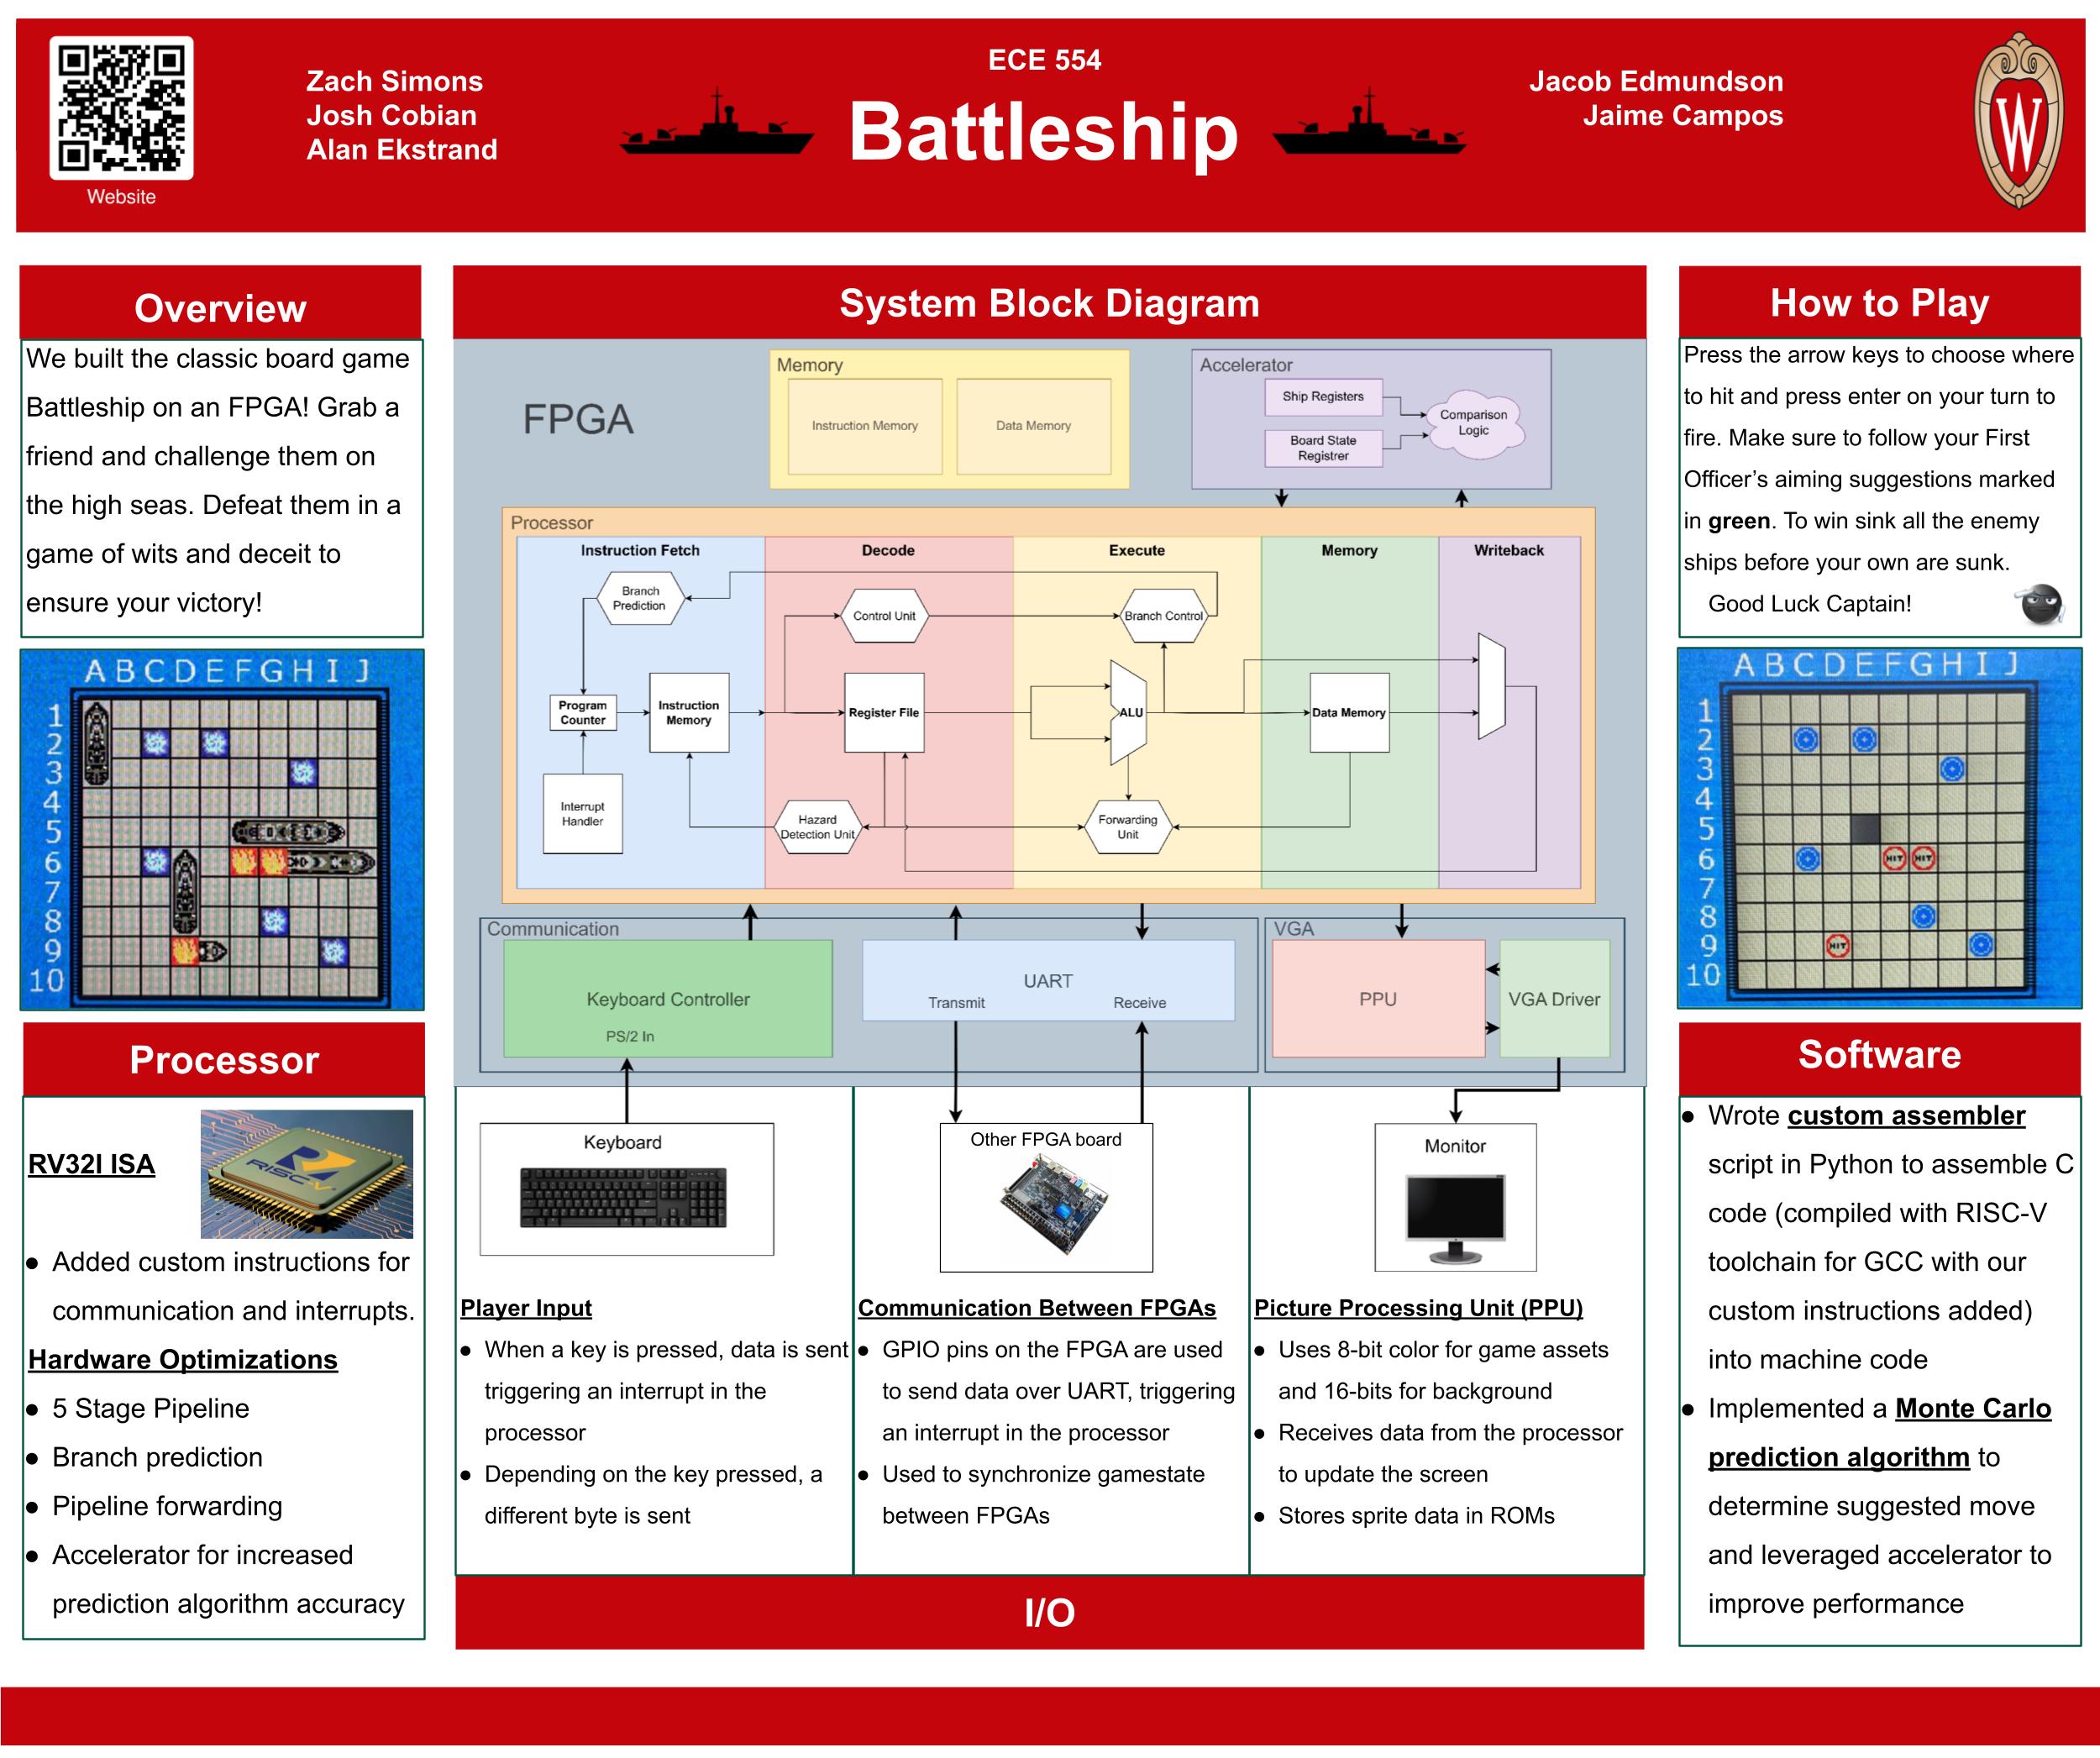 ECE 554
Battleship
Zach Simons
Josh Cobian
Alan Ekstrand
Jacob Edmundson
Jaime Campos
Website
W
Overview
We built the classic board game
Battleship on an FPGA! Grab a
friend and challenge them on
the high seas. Defeat them in a
game of wits and deceit to
ensure your victory!
A B C D E F G H I J
1
2
3
4
5
6
7
8
9
10
Processor
RV32I ISA
RISC-V
● Added custom instructions for
communication and interrupts.
Hardware Optimizations
● 5 Stage Pipeline
● Branch prediction
● Pipeline forwarding
● Accelerator for increased
prediction algorithm accuracy
System Block Diagram
FPGA
Memory
Instruction Memory
Data Memory
Accelerator
Ship Registers
Board State
Registrer
Comparison
Logic
Processor
Instruction Fetch
Decode
Execute
Memory
Writeback
Branch
Prediction
Control Unit
Branch Control
Program
Counter
Instruction
Memory
Register File
ALU
Data Memory
Interrupt
Handler
Hazard
Detection Unit
Forwarding
Unit
Communication
Keyboard Controller
PS/2 In
UART
Transmit
Receive
VGA
PPU
VGA Driver
Keyboard
Other FPGA board
Monitor
Player Input
● When a key is pressed, data is sent
triggering an interrupt in the
processor
● Depending on the key pressed, a
different byte is sent
Communication Between FPGAs
● GPIO pins on the FPGA are used
to send data over UART, triggering
an interrupt in the processor
● Used to synchronize gamestate
between FPGAs
Picture Processing Unit (PPU)
● Uses 8-bit color for game assets
and 16-bits for background
● Receives data from the processor
to update the screen
● Stores sprite data in ROMs
I/O
How to Play
Press the arrow keys to choose where
to hit and press enter on your turn to
fire. Make sure to follow your First
Officer's aiming suggestions marked
in green. To win sink all the enemy
ships before your own are sunk.
Good Luck Captain!
A B C D E F G H I J
1
2
3
4
5
6
HIT HIT
7
8
9
HIT
10
Software
● Wrote custom assembler
script in Python to assemble C
code (compiled with RISC-V
toolchain for GCC with our
custom instructions added)
into machine code
● Implemented a Monte Carlo
prediction algorithm to
determine suggested move
and leveraged accelerator to
improve performance